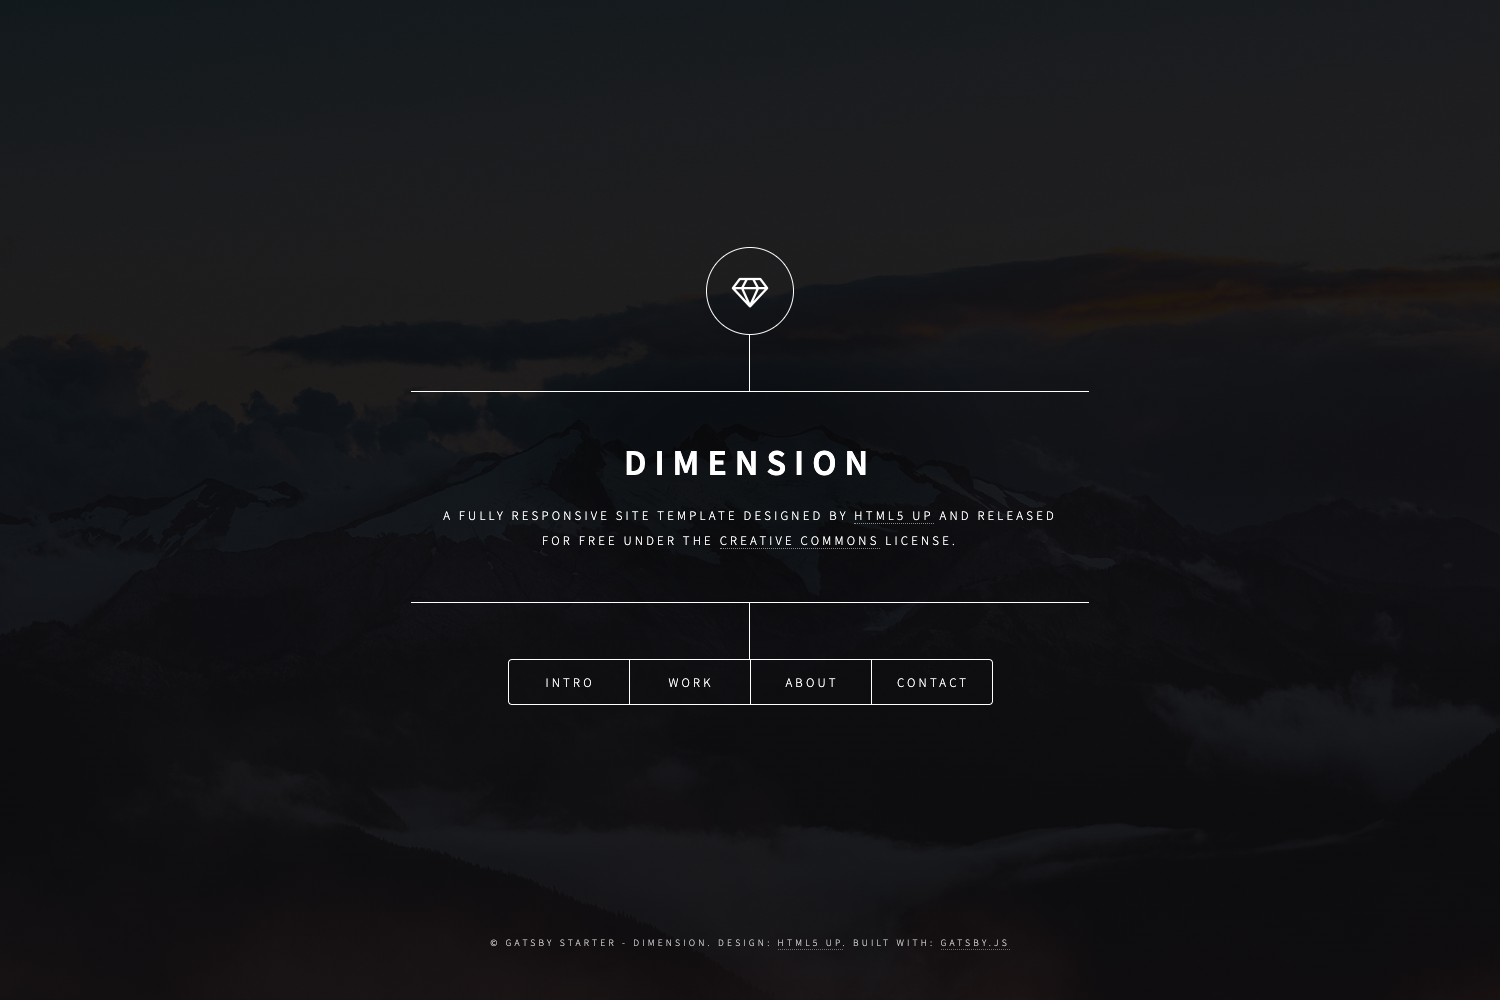 DIMENSION
A FULLY RESPONSIVE SITE TEMPLATE DESIGNED BY HTML5 UP AND RELEASED
FOR FREE UNDER THE CREATIVE COMMONS LICENSE.
INTRO WORK ABOUT CONTACT
© GATSBY STARTER - DIMENSION. DESIGN: HTML5 UP. BUILT WITH: GATSBY.JS